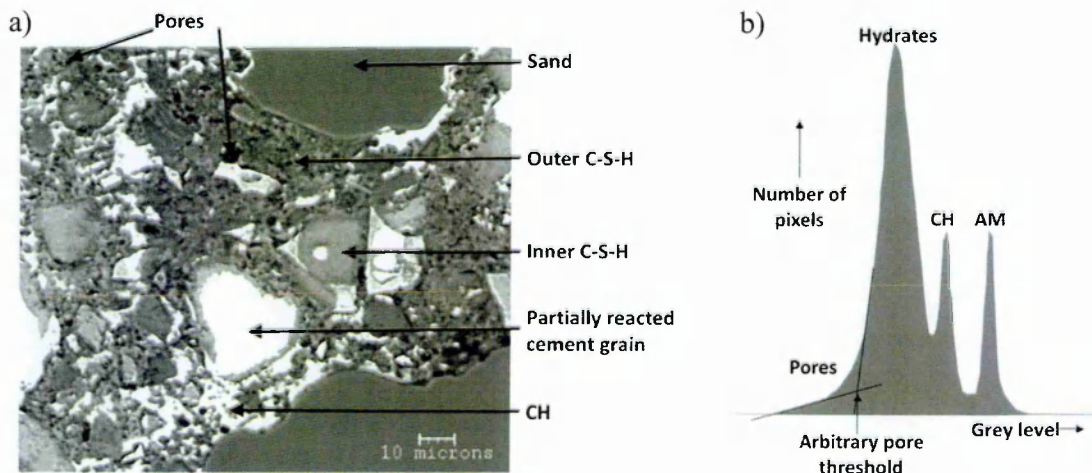 a)
Pores
Sand
Outer C-S-H
Inner C-S-H
Partially reacted
cement grain
CH
10 microns
b)
Hydrates
Number of
pixels
CH
AM
Pores
Arbitrary pore
threshold
Grey level